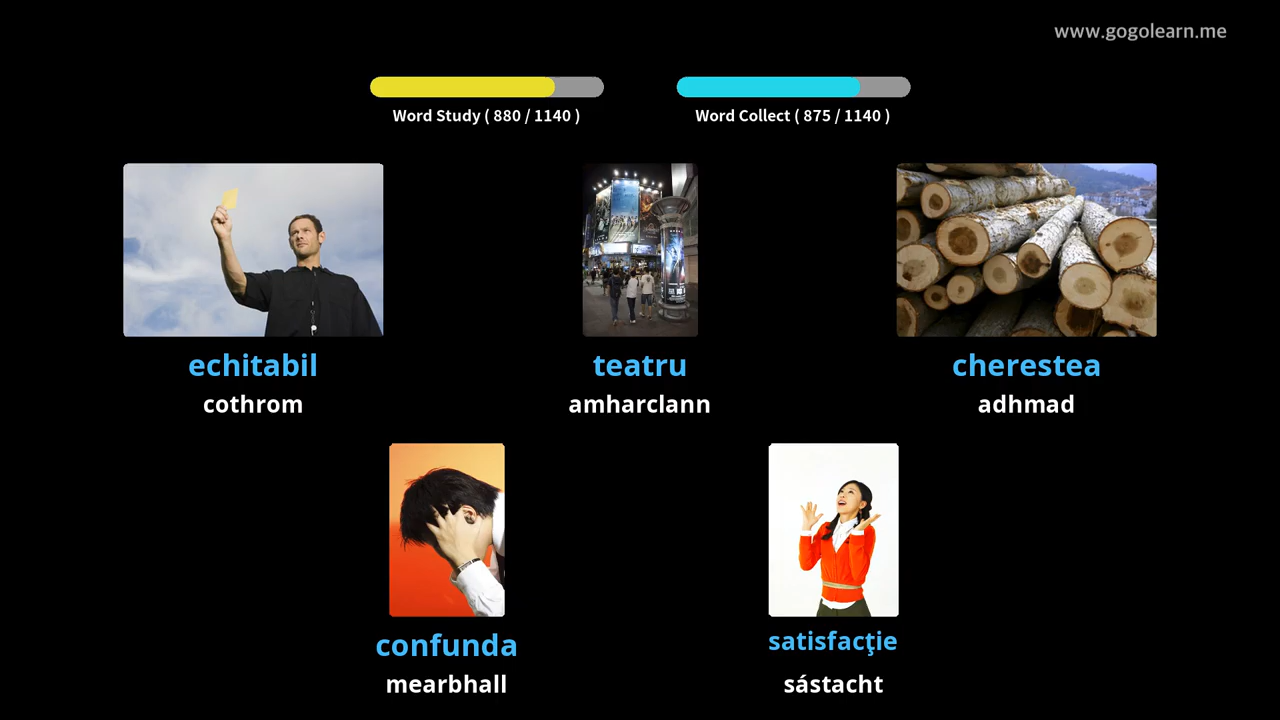 www.gogolearn.me
Word Study ( 880 / 1140 )
Word Collect ( 875 / 1140 )
echitabil
cothrom
teatru
amharclann
cherestea
adhmad
confunda
mearbhall
satisfacţie
sástacht